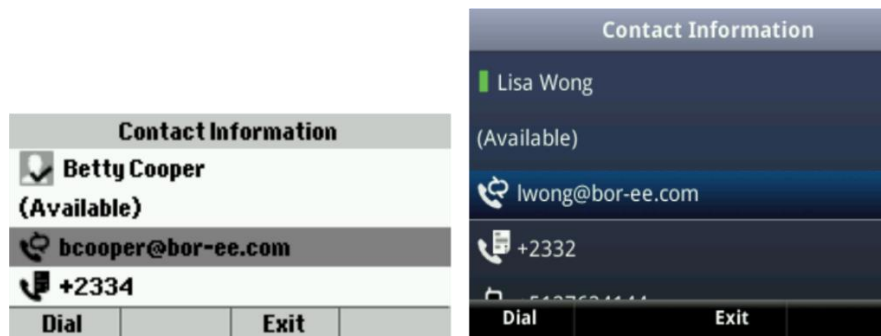 Contact Information
Betty Cooper
(Available)
bcooper@bor-ee.com
+2334
Dial Exit
Contact Information
Lisa Wong
(Available)
lwong@bor-ee.com
+2332
Dial Exit